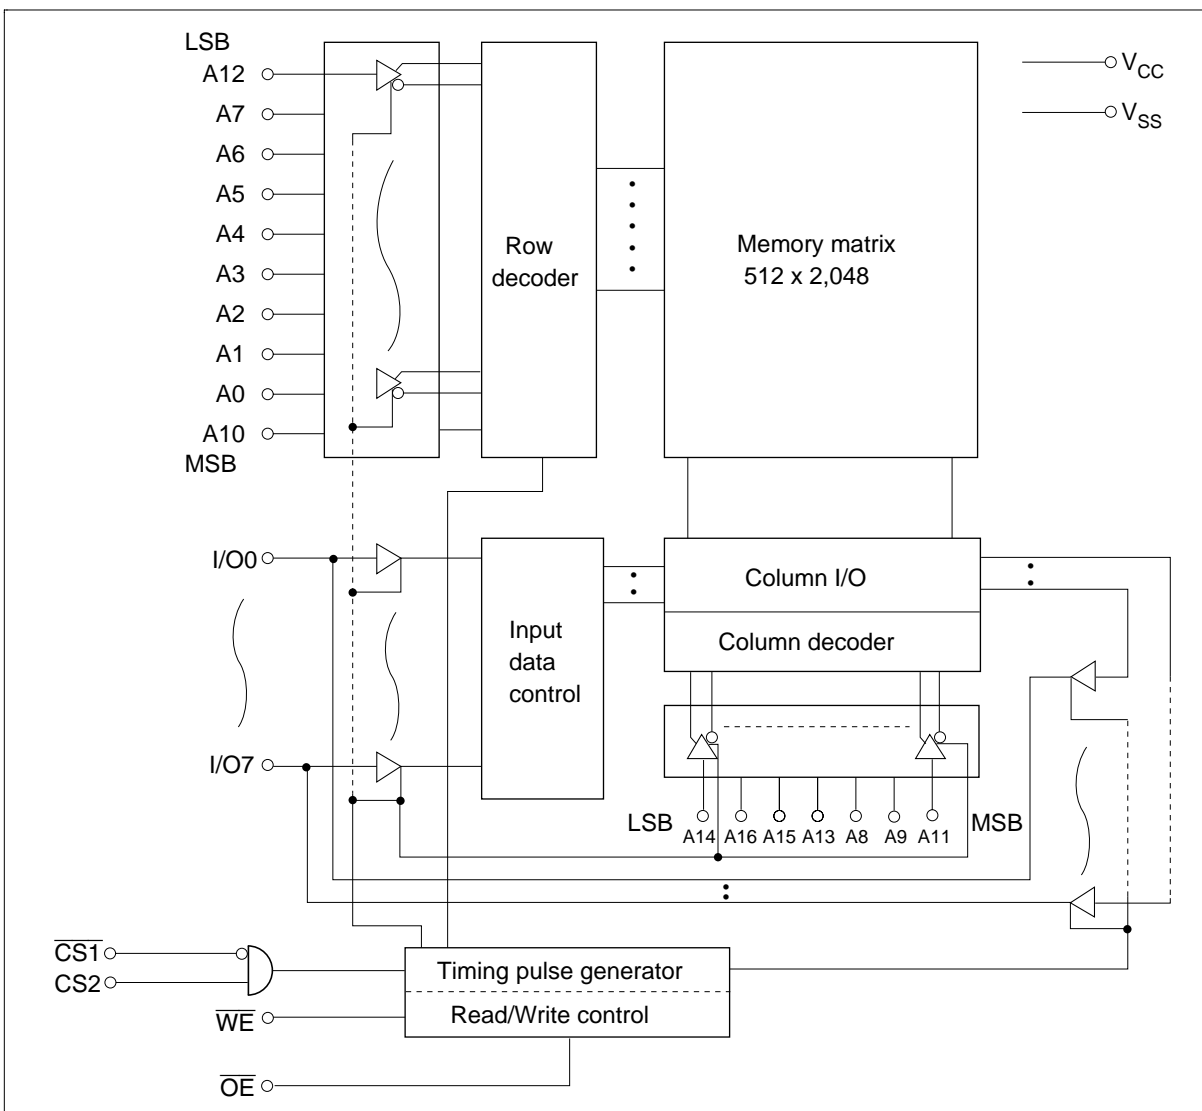 LSB
A12
A7
A6
A5
A4
A3
A2
A1
A0
A10
MSB
Row
decoder
Memory matrix
512 x 2,048
VCC
VSS
I/O0
I/O7
Input
data
control
Column I/O
Column decoder
LSB
A14 A16 A15 A13 A8 A9 A11
MSB
CS1
CS2
WE
OE
Timing pulse generator
Read/Write control